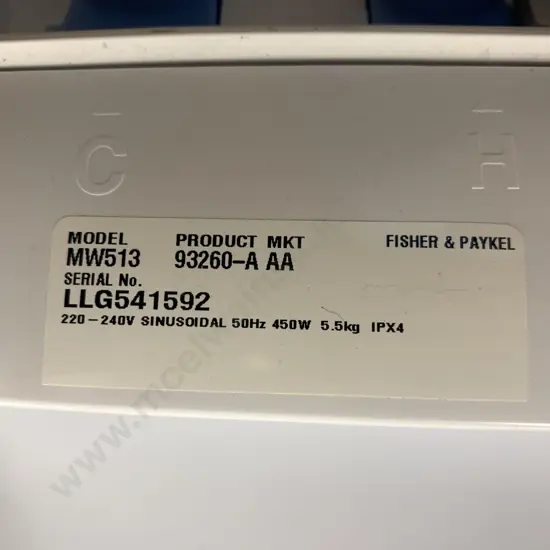 C H
MODEL PRODUCT MKT FISHER & PAYKEL
MW513 93260-A AA
SERIAL No.
LLG541592
220-240V SINUSOIDAL 50Hz 450W 5.5kg IPX4